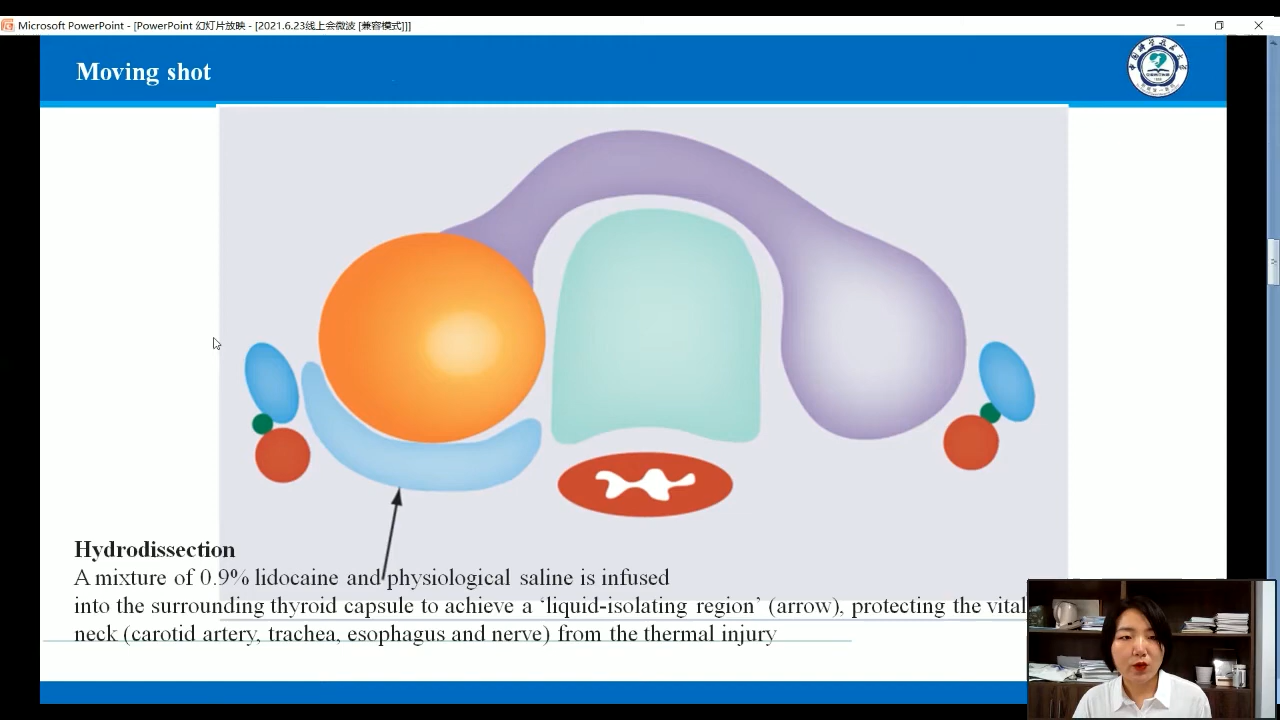 Microsoft PowerPoint - [PowerPoint 幻灯片放映 - [2021.6.23线上会微波 [兼容模式]]]
Moving shot
Hydrodissection
A mixture of 0.9% lidocaine and physiological saline is infused
into the surrounding thyroid capsule to achieve a ‘liquid-isolating region’ (arrow), protecting the vital
neck (carotid artery, trachea, esophagus and nerve) from the thermal injury